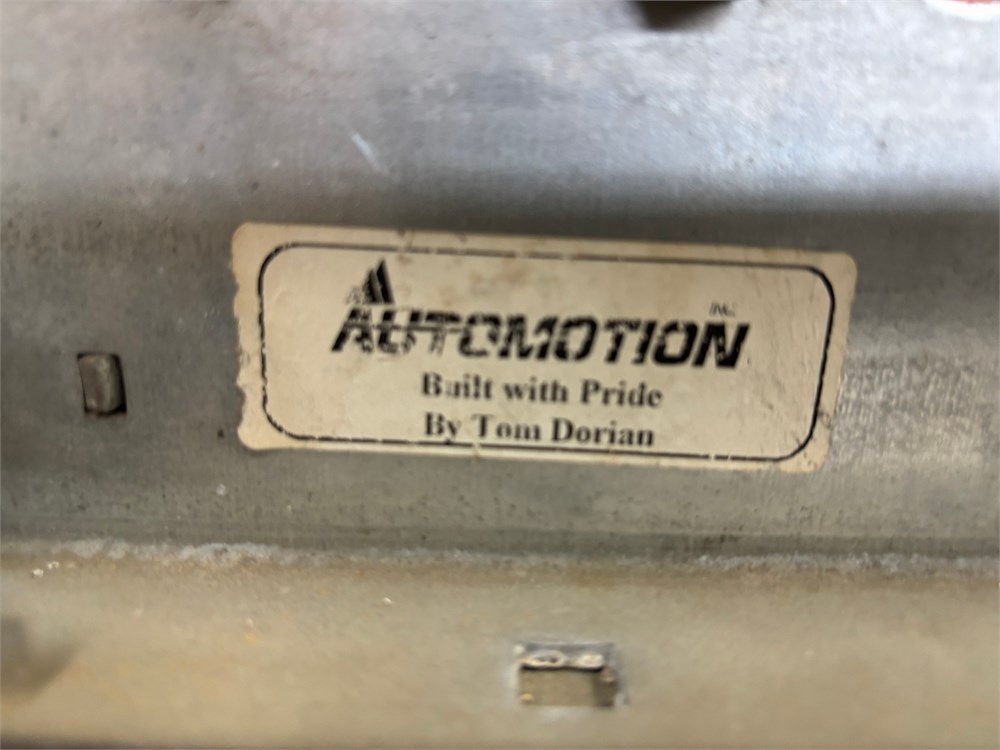 AUTOMOTION INC.
Built with Pride
By Tom Dorian